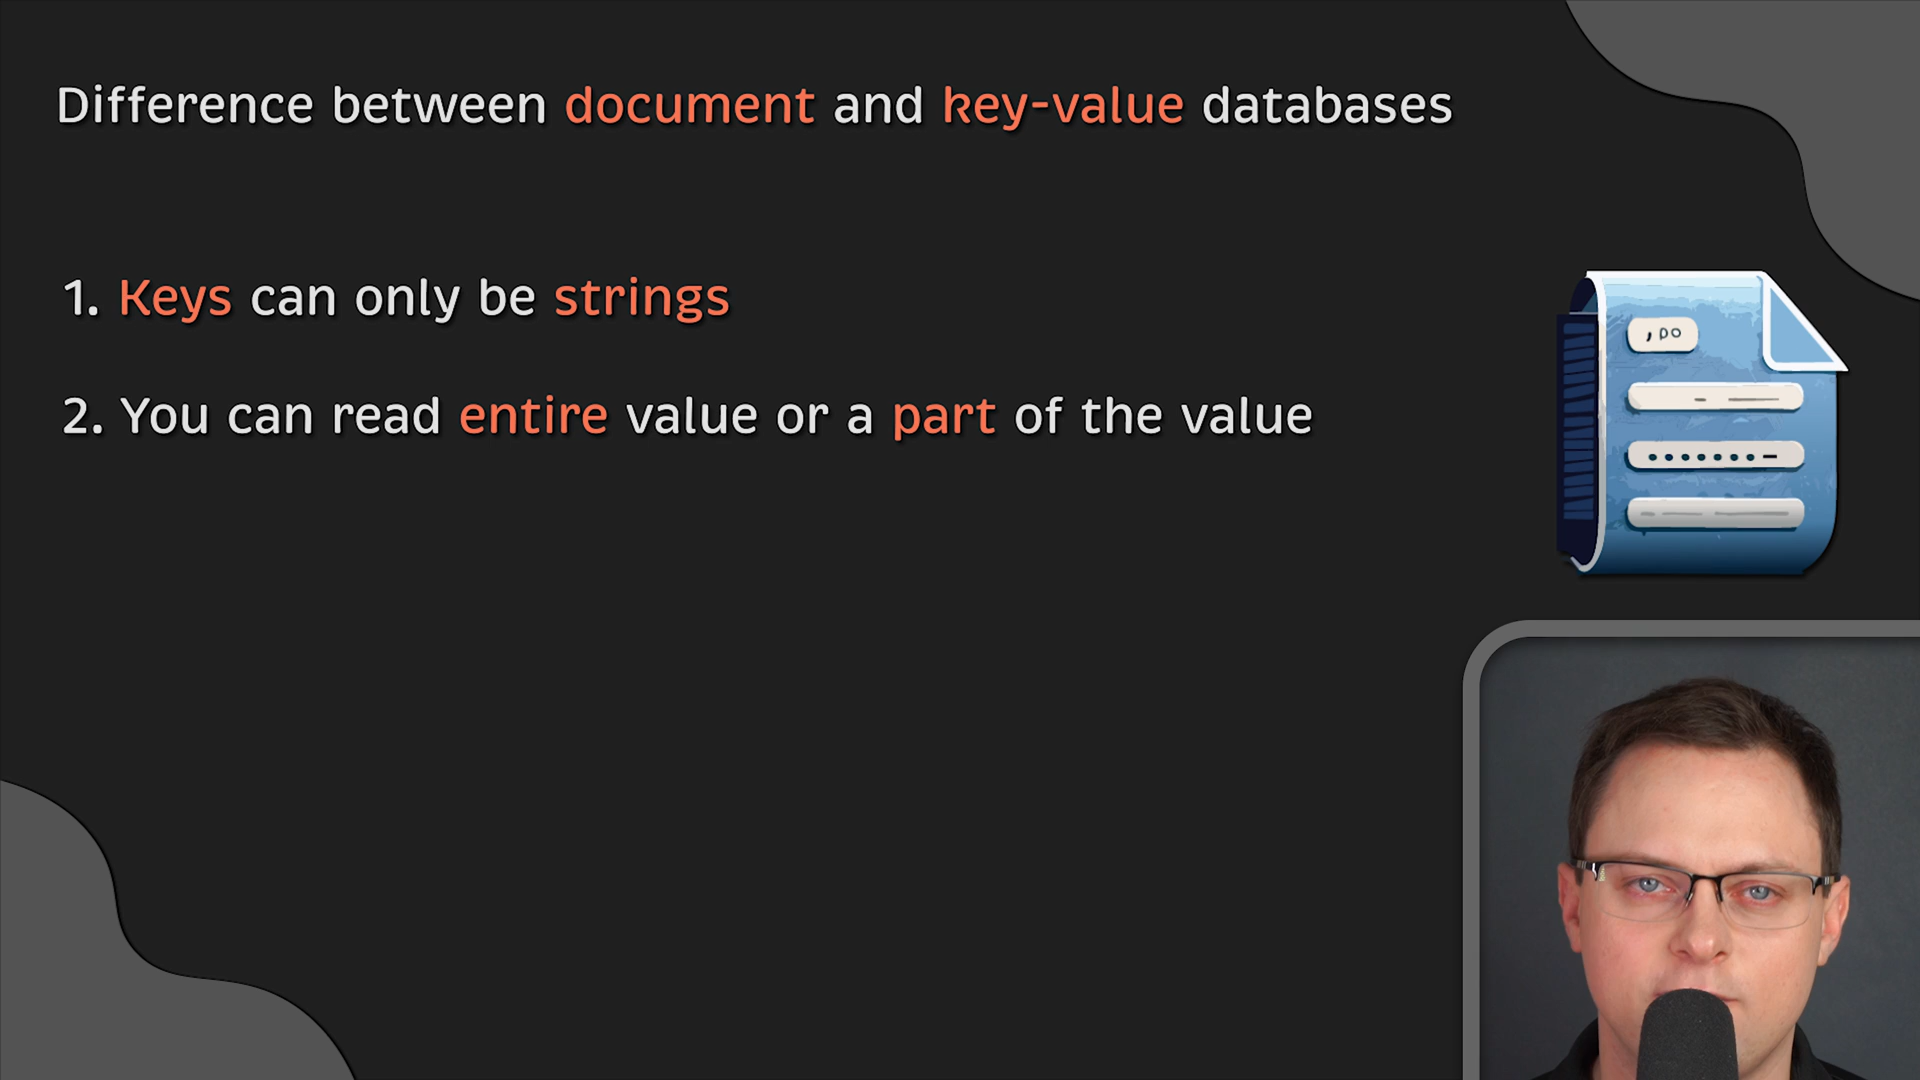 Difference between document and key-value databases
1. Keys can only be strings
2. You can read entire value or a part of the value